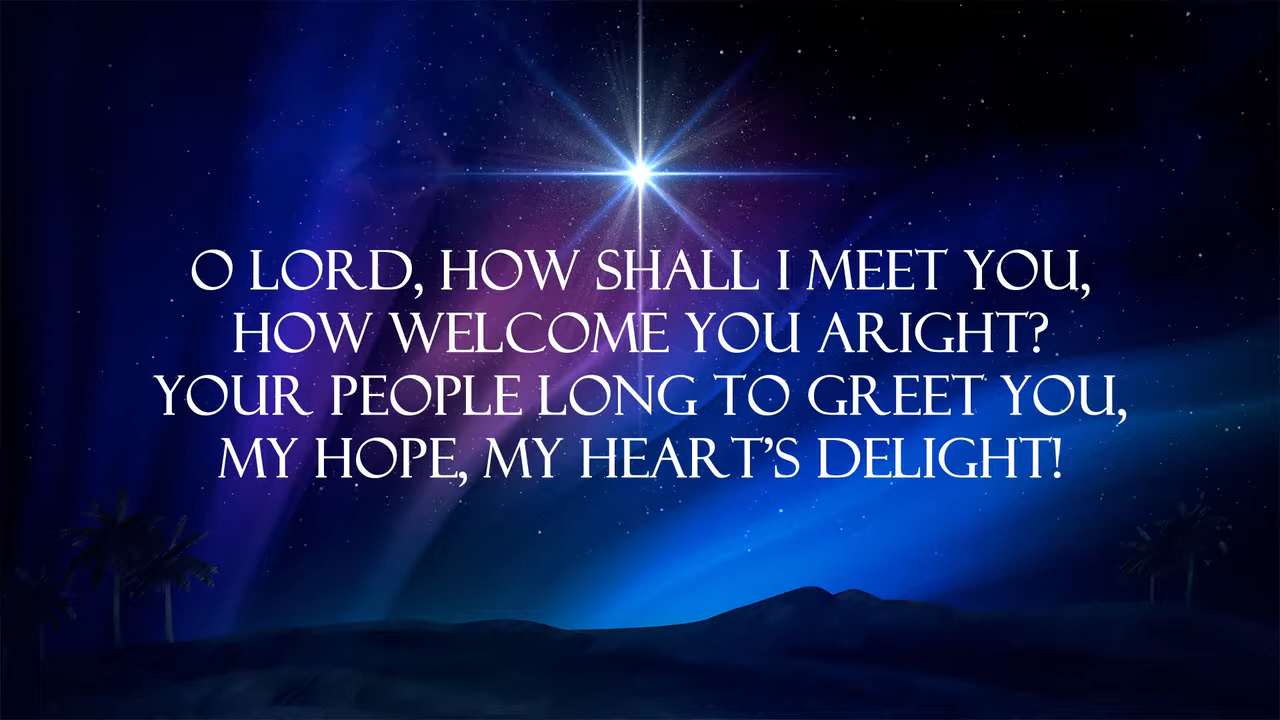 O LORD, HOW SHALL I MEET YOU,
HOW WELCOME YOU ARIGHT?
YOUR PEOPLE LONG TO GREET YOU,
MY HOPE, MY HEART’S DELIGHT!